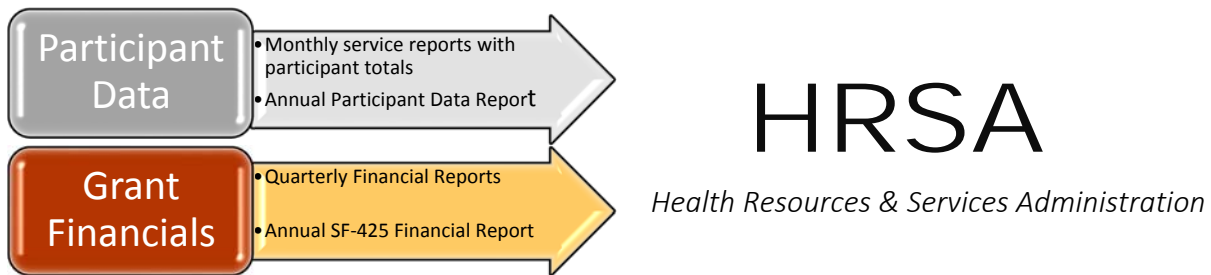 Participant
Data
•Monthly service reports with
participant totals
•Annual Participant Data Report
Grant
Financials
•Quarterly Financial Reports
•Annual SF-425 Financial Report
HRSA
Health Resources & Services Administration